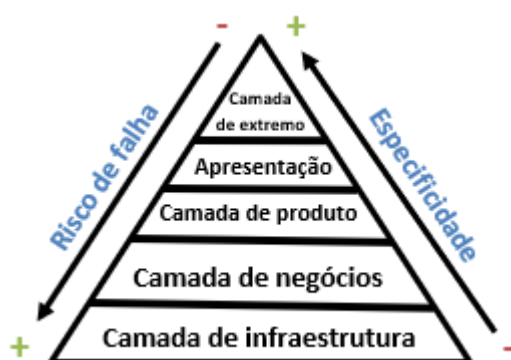 - +
Camada
de extremo
Risco de falha
Especificidade
Apresentação
Camada de produto
Camada de negócios
Camada de infraestrutura
+ -